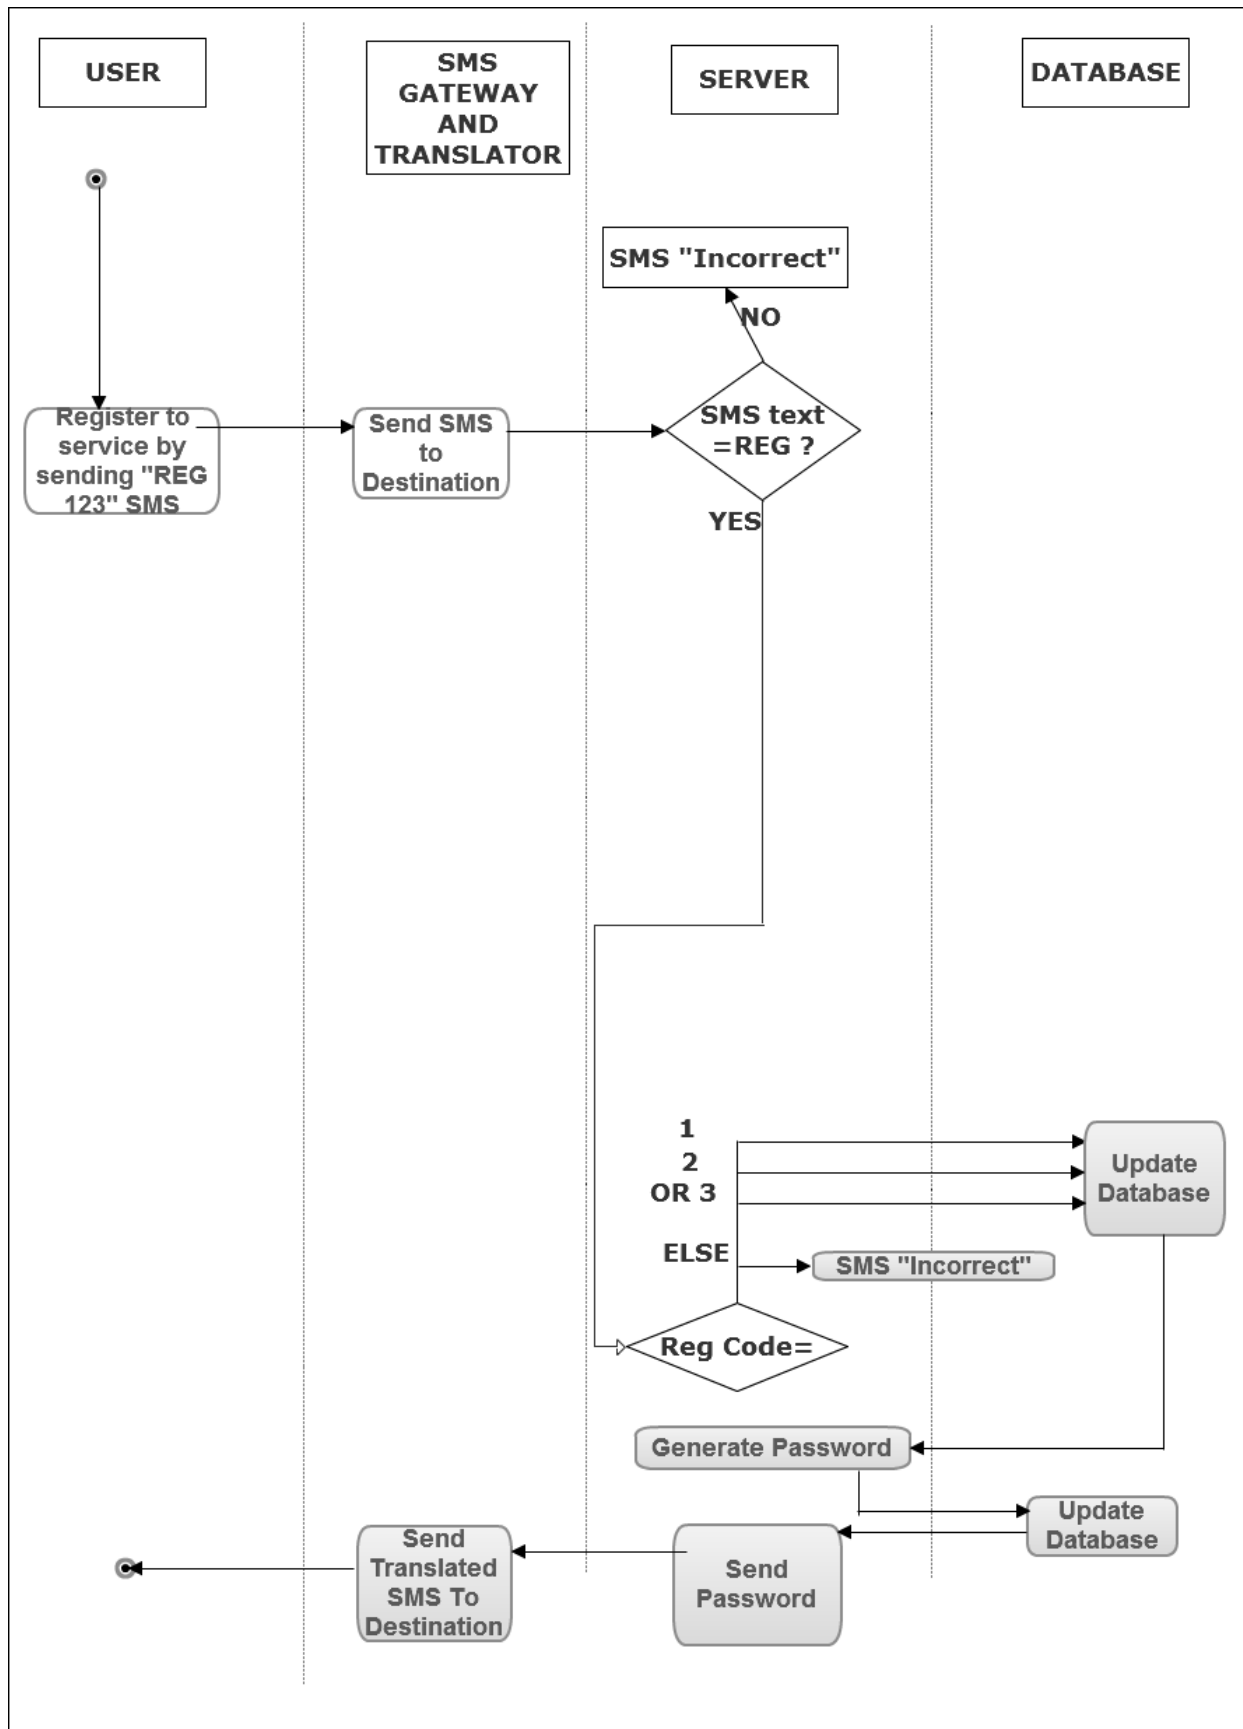 USER
SMS
GATEWAY
AND
TRANSLATOR
SERVER
DATABASE
SMS "Incorrect"
NO
Register to
service by
sending "REG
123" SMS
Send SMS
to
Destination
SMS text
=REG ?
YES
1
2
OR 3
Update
Database
ELSE
SMS "Incorrect"
Reg Code=
Generate Password
Update
Database
Send
Translated
SMS To
Destination
Send
Password